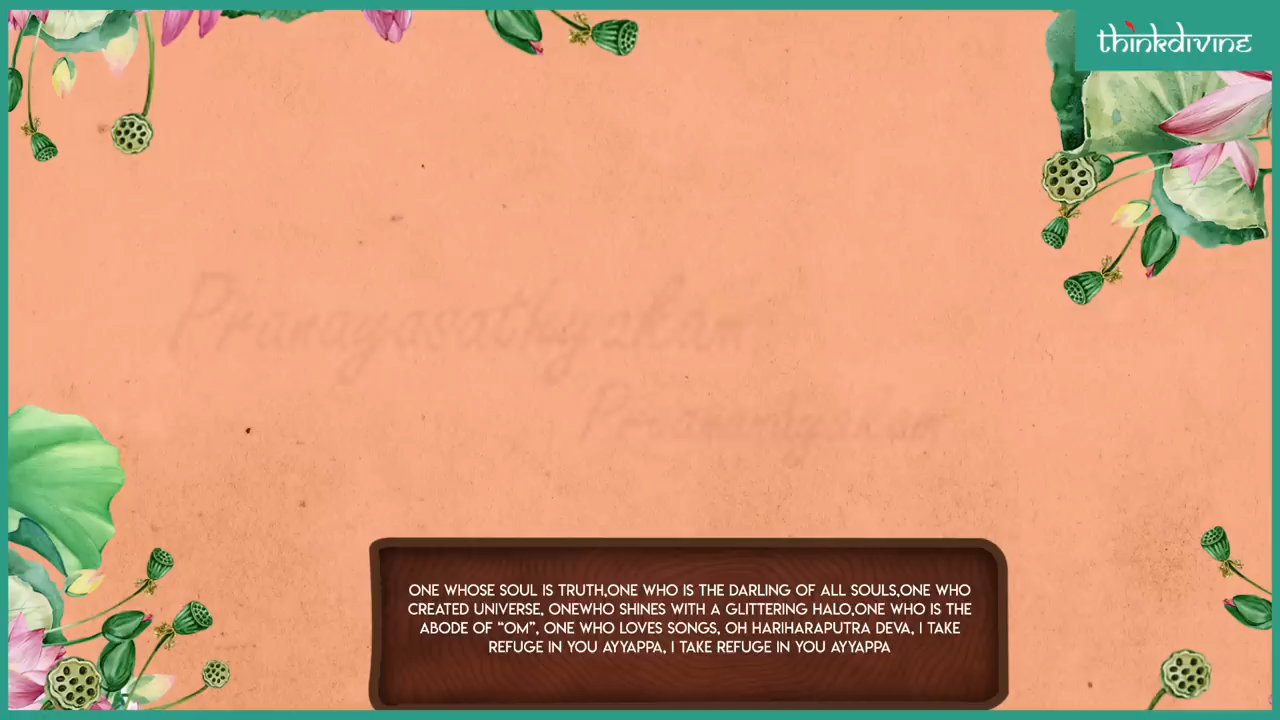 thinkdivine
Pranayasathyakam
Prananayakam
ONE WHOSE SOUL IS TRUTH,ONE WHO IS THE DARLING OF ALL SOULS,ONE WHO
CREATED UNIVERSE, ONEWHO SHINES WITH A GLITTERING HALO,ONE WHO IS THE
ABODE OF “OM”, ONE WHO LOVES SONGS, OH HARIHARAPUTRA DEVA, I TAKE
REFUGE IN YOU AYYAPPA, I TAKE REFUGE IN YOU AYYAPPA